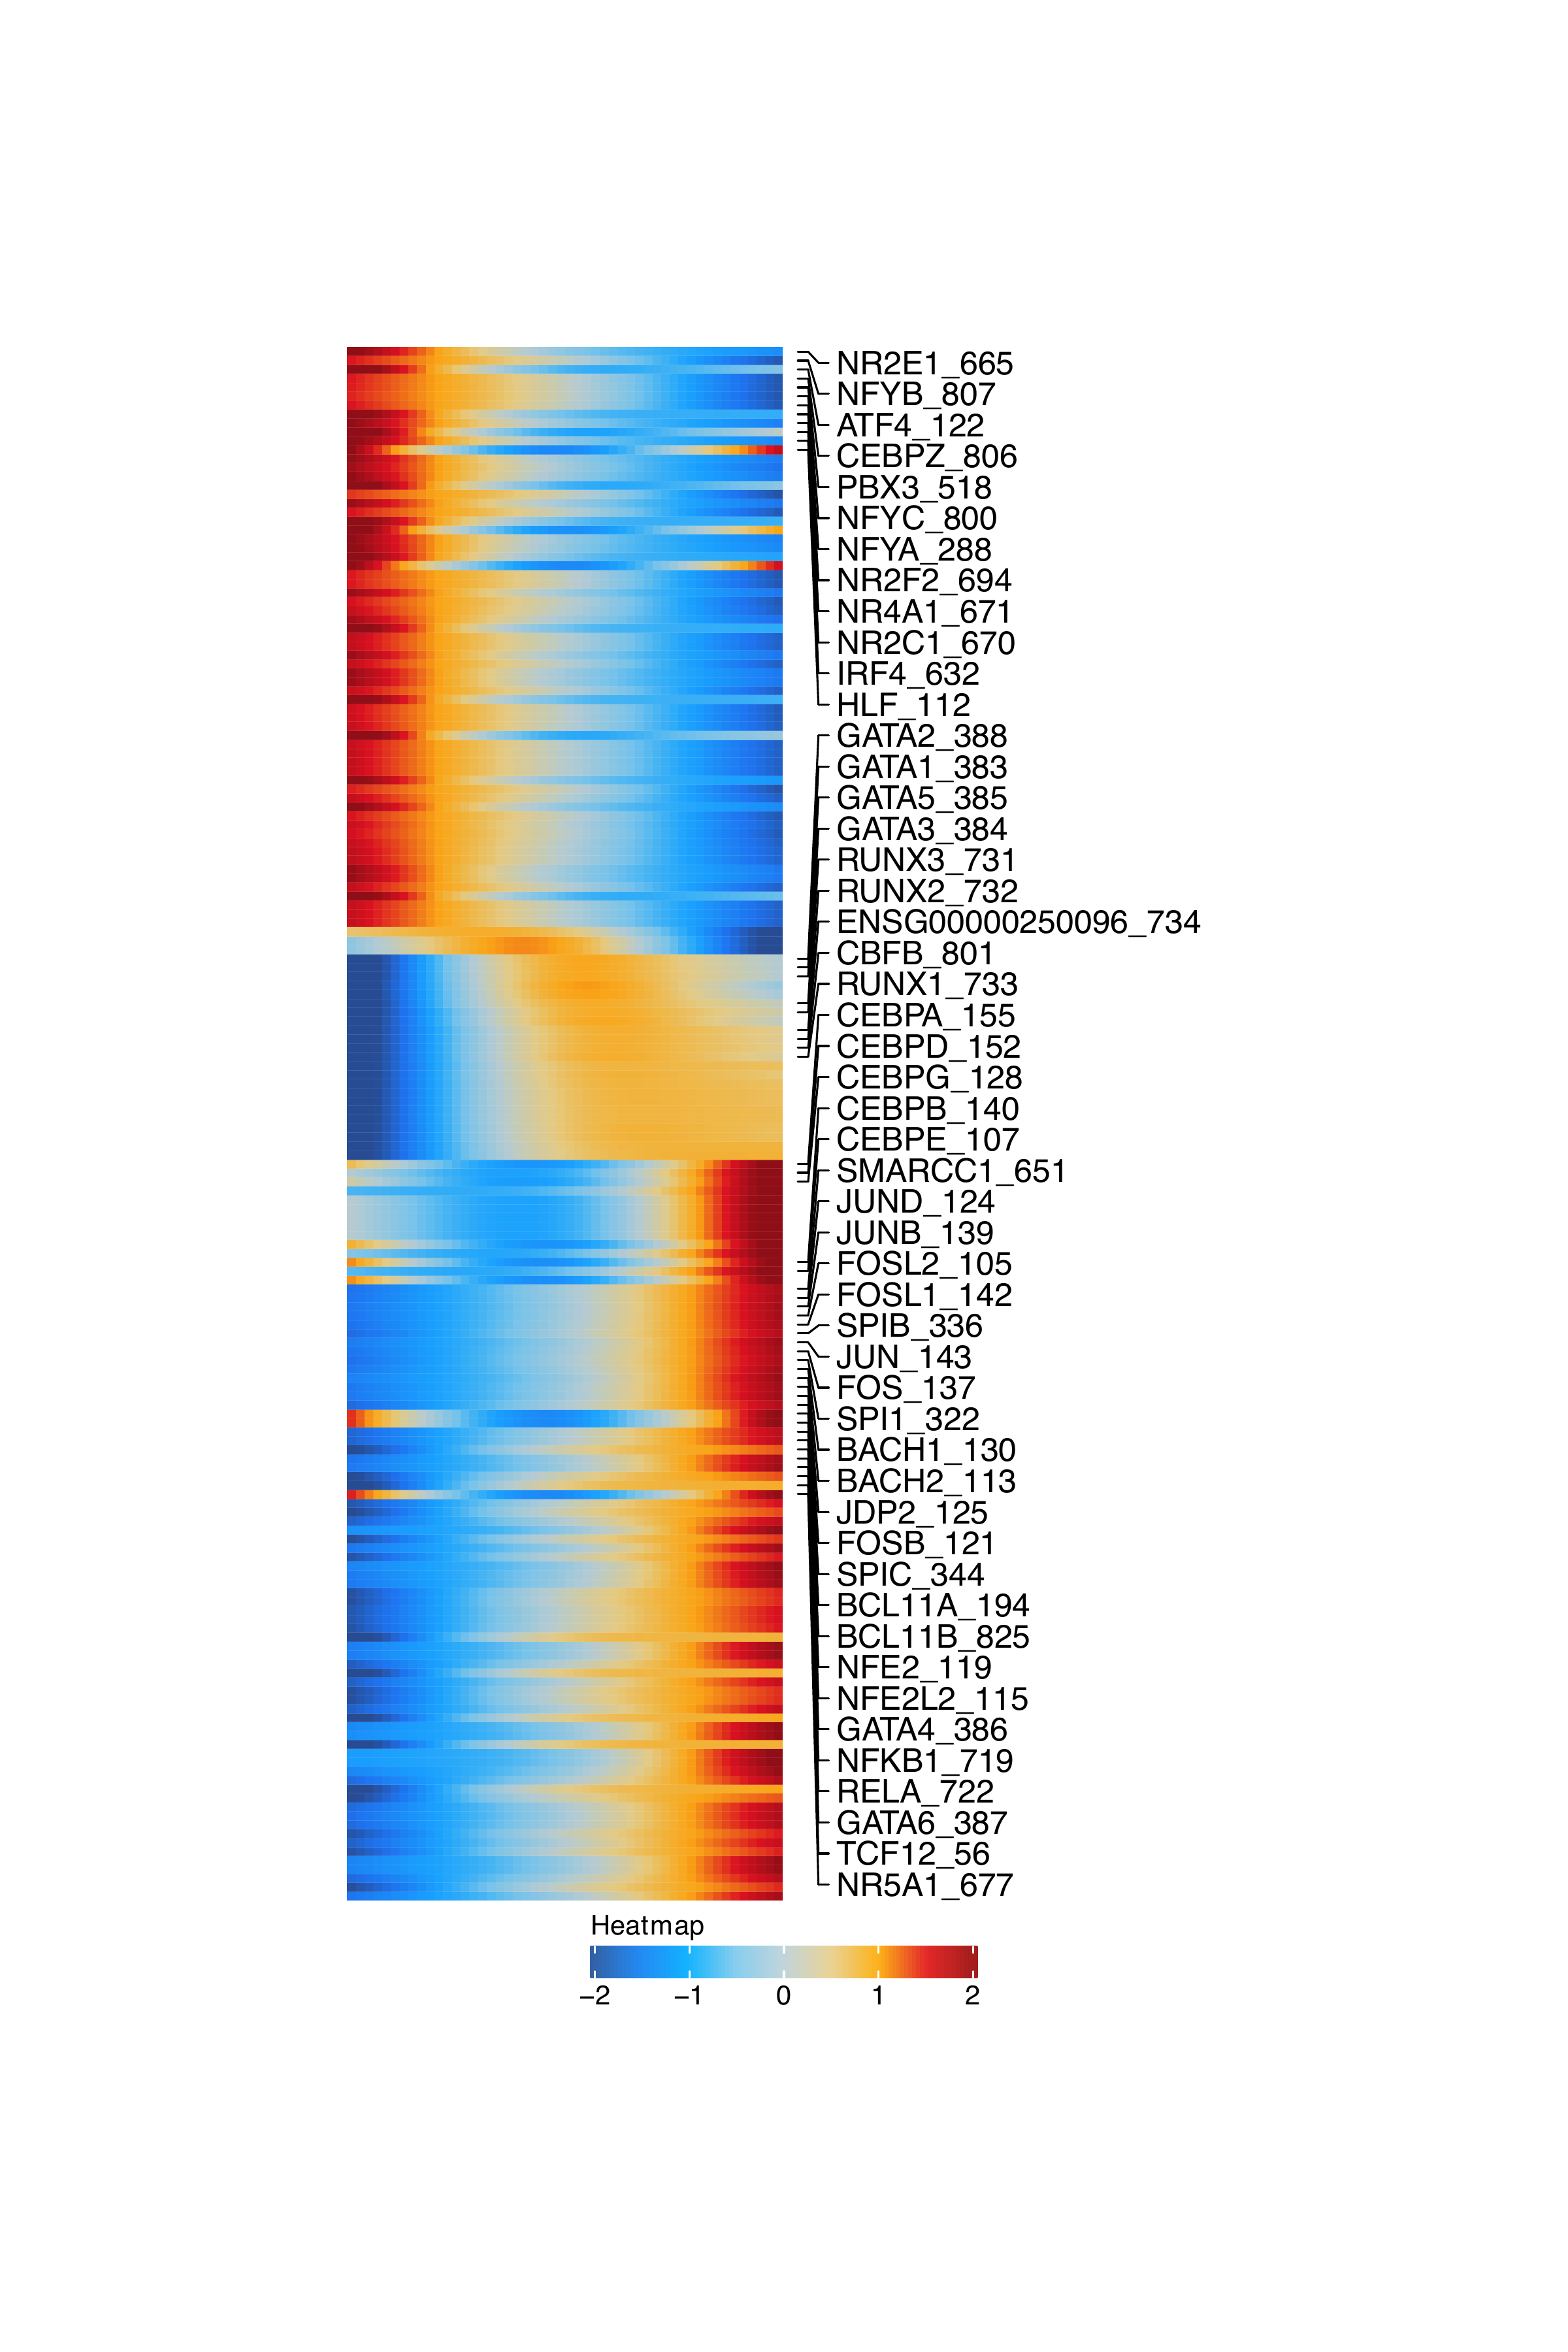 NR2E1_665
NFYB_807
ATF4_122
CEBPZ_806
PBX3_518
NFYC_800
NFYA_288
NR2F2_694
NR4A1_671
NR2C1_670
IRF4_632
HLF_112
GATA2_388
GATA1_383
GATA5_385
GATA3_384
RUNX3_731
RUNX2_732
ENSG00000250096_734
CBFB_801
RUNX1_733
CEBPA_155
CEBPD_152
CEBPG_128
CEBPB_140
CEBPE_107
SMARCC1_651
JUND_124
JUNB_139
FOSL2_105
FOSL1_142
SPIB_336
JUN_143
FOS_137
SPI1_322
BACH1_130
BACH2_113
JDP2_125
FOSB_121
SPIC_344
BCL11A_194
BCL11B_825
NFE2_119
NFE2L2_115
GATA4_386
NFKB1_719
RELA_722
GATA6_387
TCF12_56
NR5A1_677
Heatmap
−2 −1 0 1 2